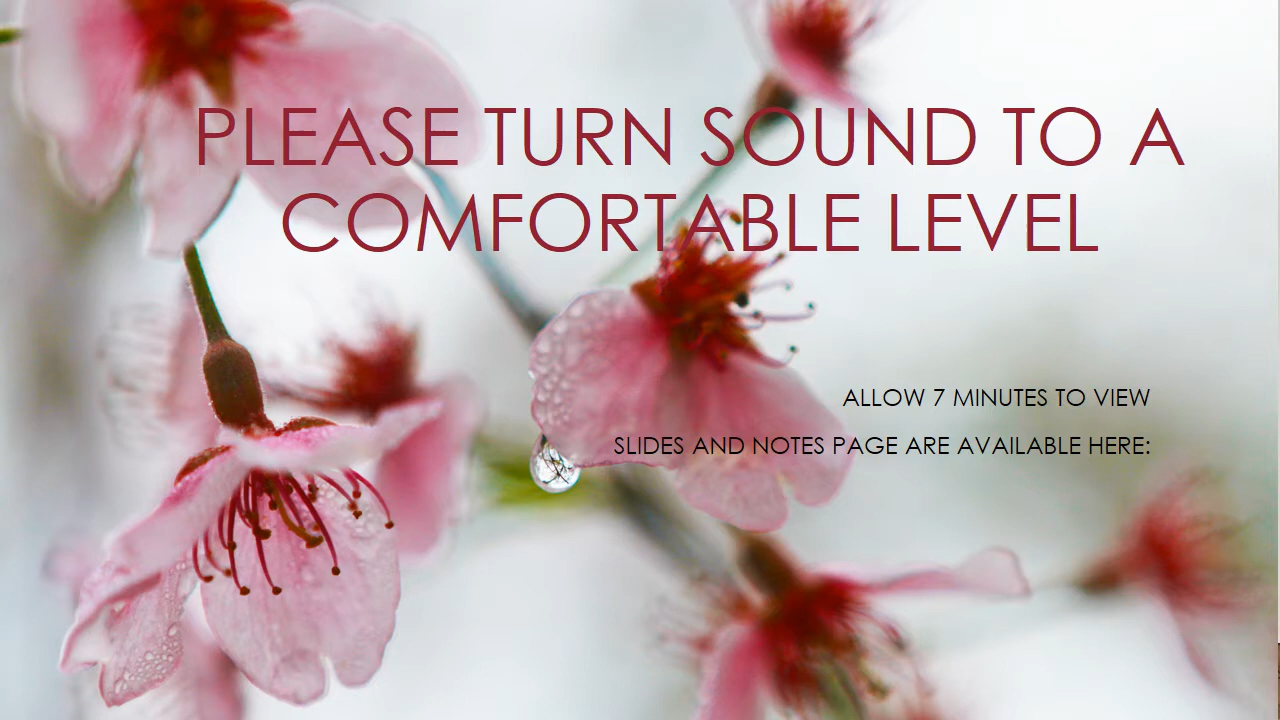 PLEASE TURN SOUND TO A
COMFORTABLE LEVEL
ALLOW 7 MINUTES TO VIEW
SLIDES AND NOTES PAGE ARE AVAILABLE HERE: